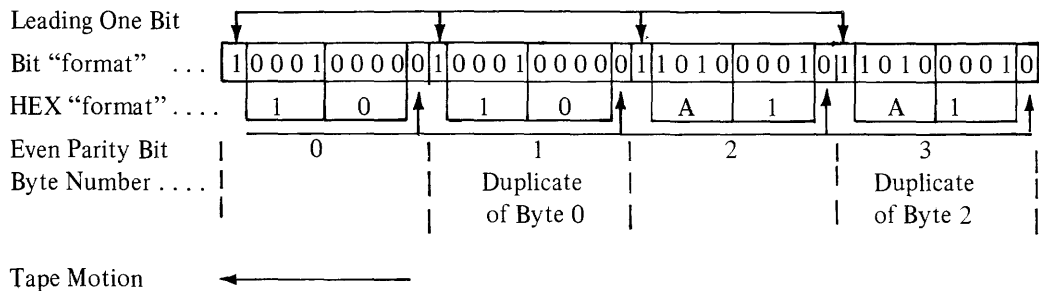 Leading One Bit
Bit “format” . . . 1 0 0 0 1 0 0 0 0 0 1 0 0 0 1 0 0 0 0 0 1 1 0 1 0 0 0 0 1 0 1 1 0 1 0 0 0 0 1 0
HEX “format” . . . . 1 0 1 0 A 1 A 1
Even Parity Bit 0 1 2 3
Byte Number . . . . Duplicate Duplicate
of Byte 0 of Byte 2
Tape Motion